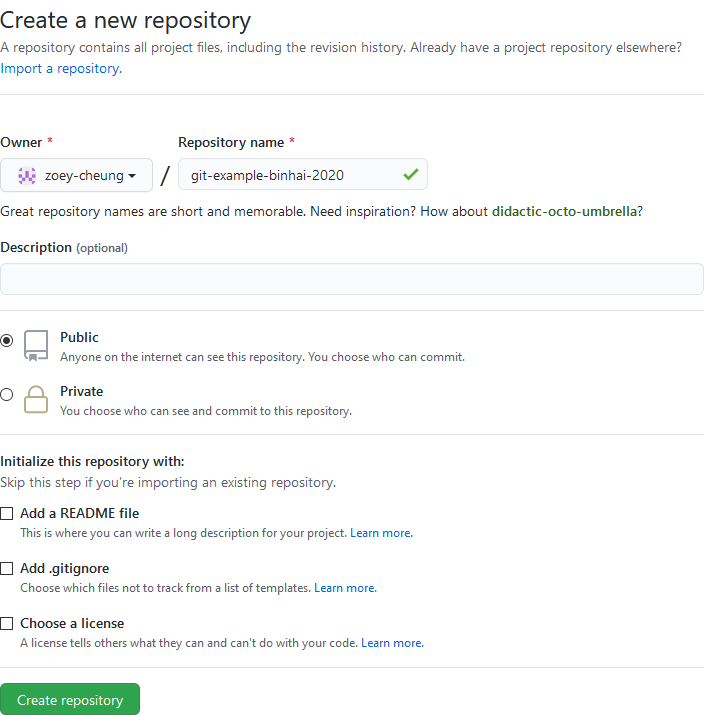 Create a new repository
A repository contains all project files, including the revision history. Already have a project repository elsewhere?
Import a repository.
Owner * Repository name *
zoey-cheung / git-example-binhai-2020
Great repository names are short and memorable. Need inspiration? How about didactic-octo-umbrella?
Description (optional)
Public
Anyone on the internet can see this repository. You choose who can commit.
Private
You choose who can see and commit to this repository.
Initialize this repository with:
Skip this step if you're importing an existing repository.
Add a README file
This is where you can write a long description for your project. Learn more.
Add .gitignore
Choose which files not to track from a list of templates. Learn more.
Choose a license
A license tells others what they can and can't do with your code. Learn more.
Create repository